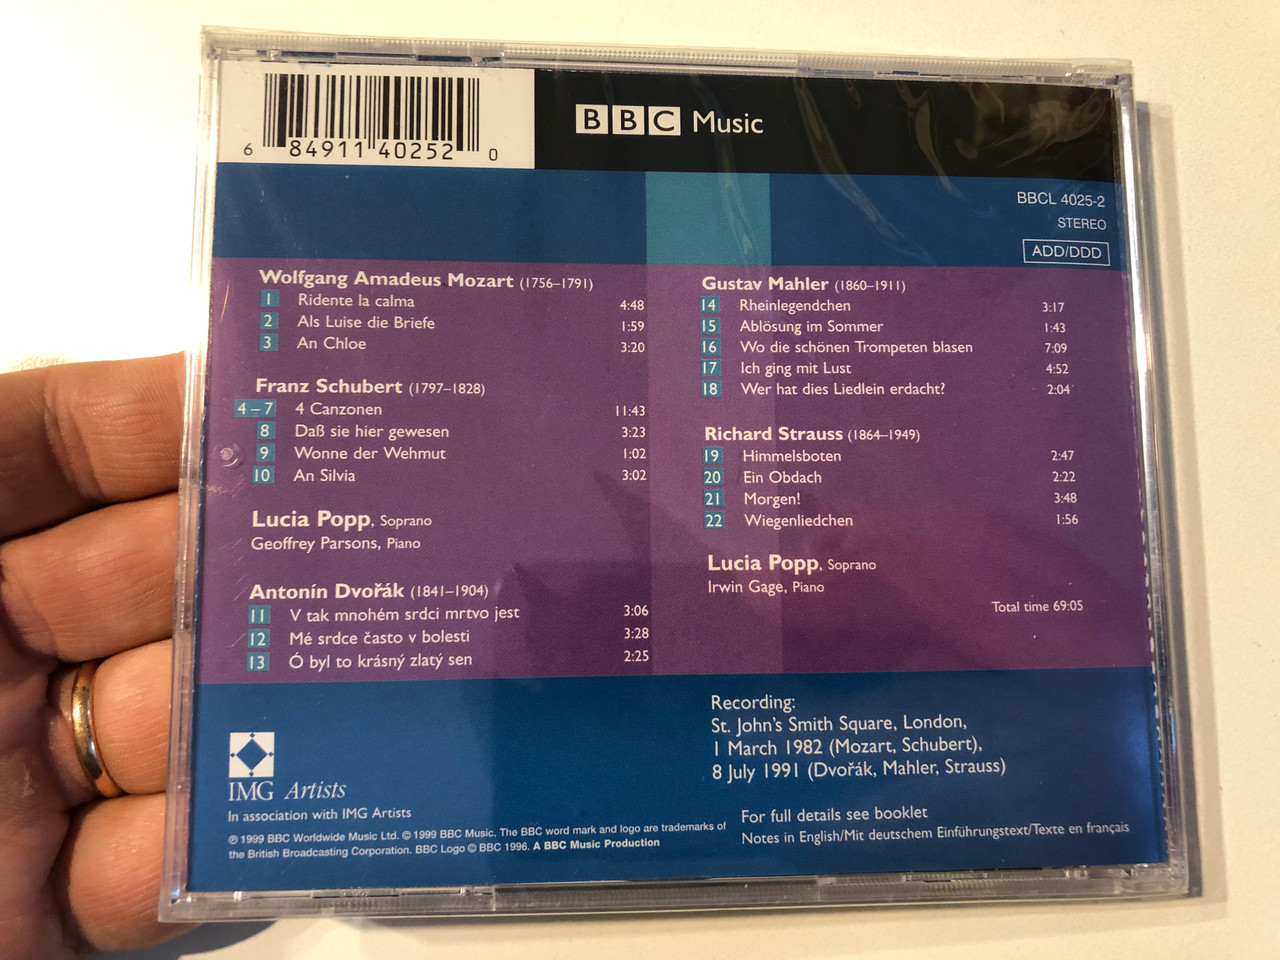 6 84911 40252 0
BBC Music
BBCL 4025-2
STEREO
ADD/DDD
Wolfgang Amadeus Mozart (1756–1791)
1 Ridente la calma 4:48
2 Als Luise die Briefe 1:59
3 An Chloe 3:20
Franz Schubert (1797–1828)
4–7 4 Canzonen 11:43
8 Daß sie hier gewesen 3:23
9 Wonne der Wehmut 1:02
10 An Silvia 3:02
Lucia Popp, Soprano
Geoffrey Parsons, Piano
Antonín Dvořák (1841–1904)
11 V tak mnohém srdci mrtvo jest 3:06
12 Mé srdce často v bolesti 3:28
13 Ó byl to krásný zlatý sen 2:25
Gustav Mahler (1860–1911)
14 Rheinlegendchen 3:17
15 Ablösung im Sommer 1:43
16 Wo die schönen Trompeten blasen 7:09
17 Ich ging mit Lust 4:52
18 Wer hat dies Liedlein erdacht? 2:04
Richard Strauss (1864–1949)
19 Himmelsboten 2:47
20 Ein Obdach 2:22
21 Morgen! 3:48
22 Wiegenliedchen 1:56
Lucia Popp, Soprano
Irwin Gage, Piano
Total time 69:05
Recording:
St. John's Smith Square, London,
1 March 1982 (Mozart, Schubert),
8 July 1991 (Dvořák, Mahler, Strauss)
For full details see booklet
Notes in English/Mit deutschem Einführungstext/Texte en français
IMG Artists
In association with IMG Artists
℗ 1999 BBC Worldwide Music Ltd. © 1999 BBC Music. The BBC word mark and logo are trademarks of
the British Broadcasting Corporation. BBC Logo © BBC 1996. A BBC Music Production